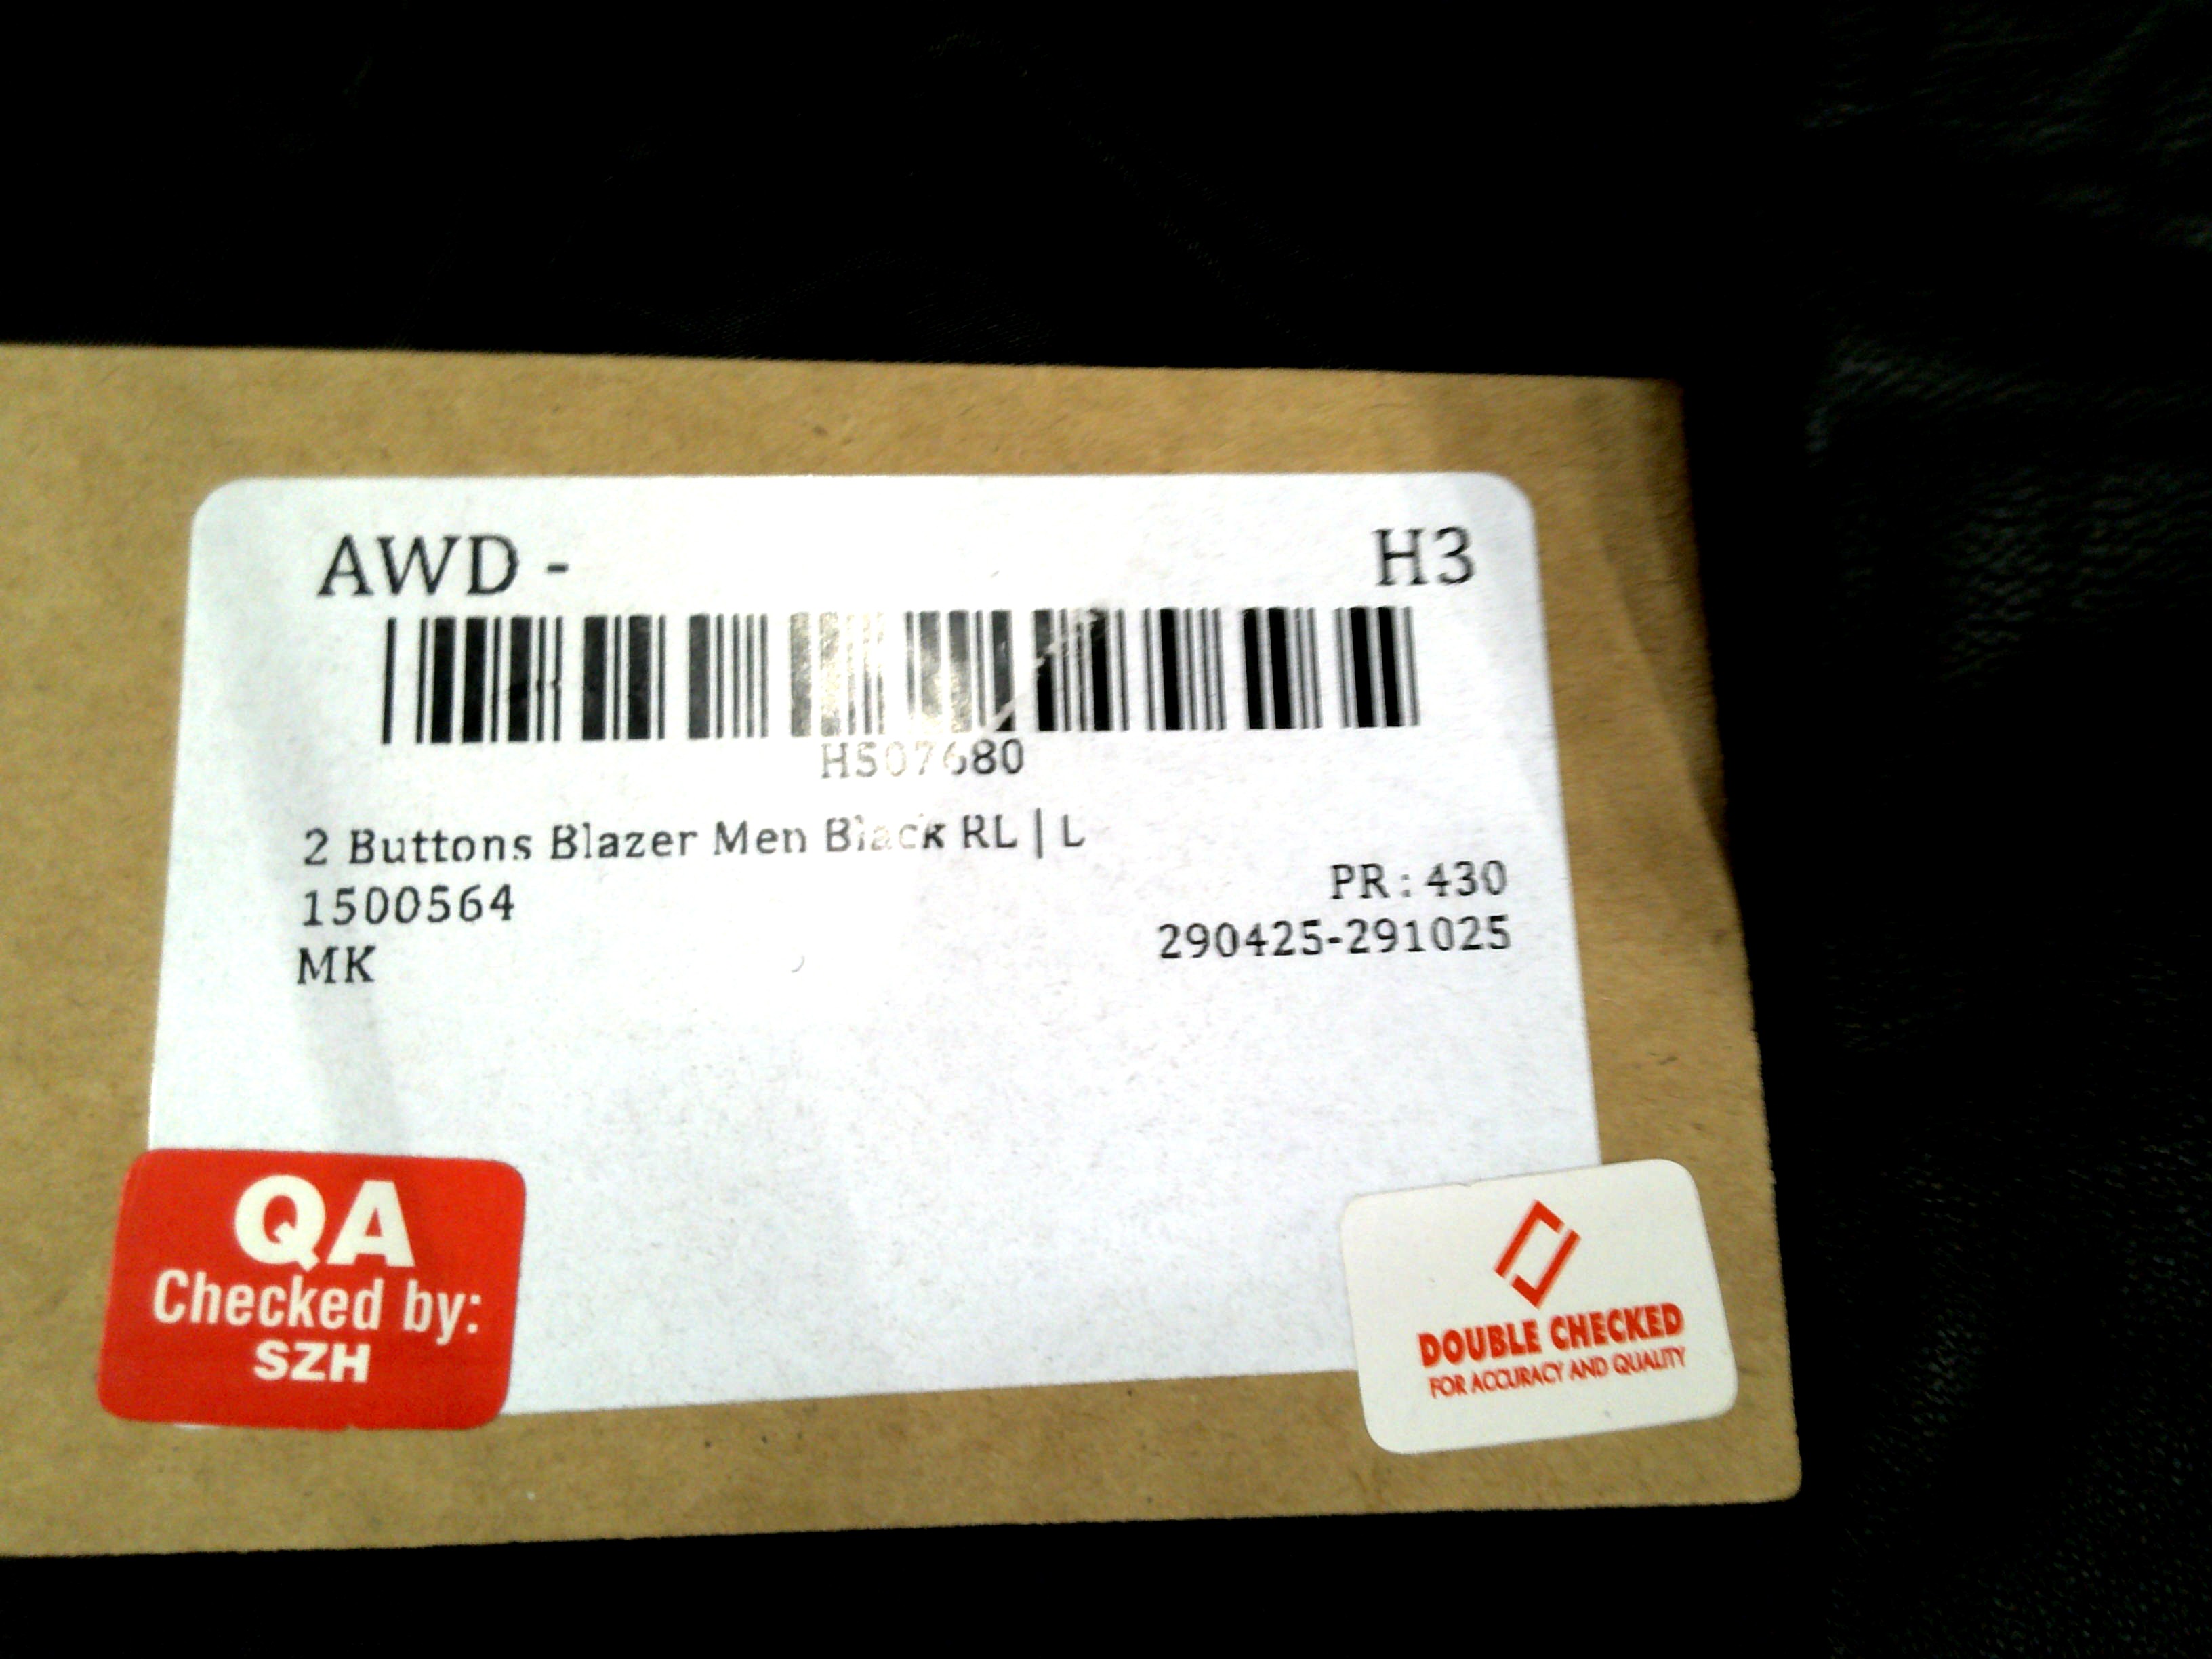 AWD - H3
H507680
2 Buttons Blazer Men Black RL | L
PR : 430
1500564
290425-291025
MK
QA
Checked by:
SZH
DOUBLE CHECKED
FOR ACCURACY AND QUALITY